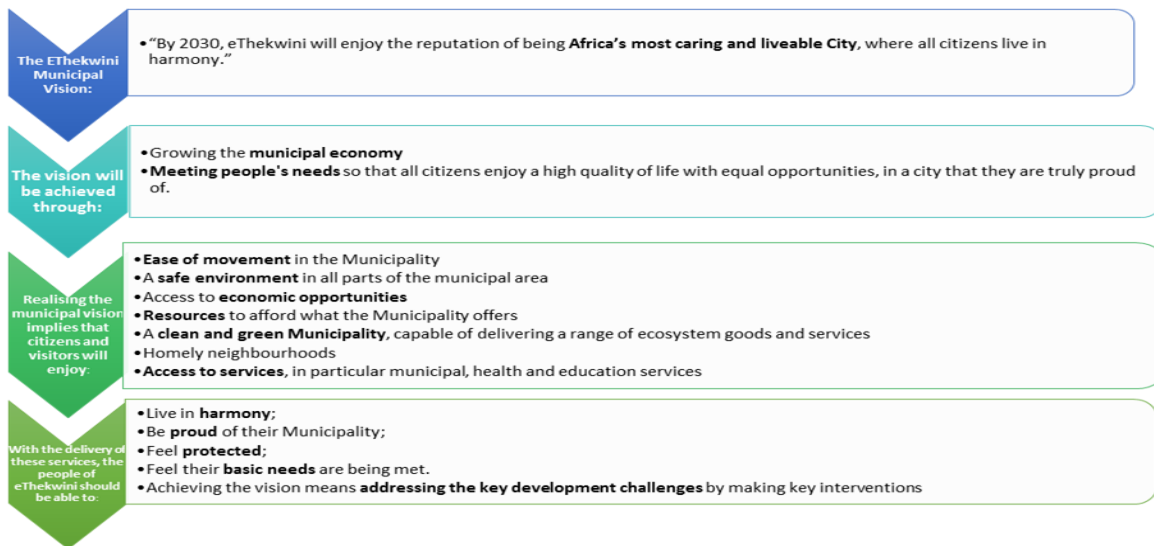 The EThekwini
Municipal
Vision:
•“By 2030, eThekwini will enjoy the reputation of being Africa’s most caring and liveable City, where all citizens live in
harmony.”
The vision will
be achieved
through:
•Growing the municipal economy
•Meeting people's needs so that all citizens enjoy a high quality of life with equal opportunities, in a city that they are truly proud
of.
Realising the
municipal vision
implies that
citizens and
visitors will
enjoy:
•Ease of movement in the Municipality
•A safe environment in all parts of the municipal area
•Access to economic opportunities
•Resources to afford what the Municipality offers
•A clean and green Municipality, capable of delivering a range of ecosystem goods and services
•Homely neighbourhoods
•Access to services, in particular municipal, health and education services
With the delivery of
these services, the
people of
eThekwini should
be able to:
•Live in harmony;
•Be proud of their Municipality;
•Feel protected;
•Feel their basic needs are being met.
•Achieving the vision means addressing the key development challenges by making key interventions